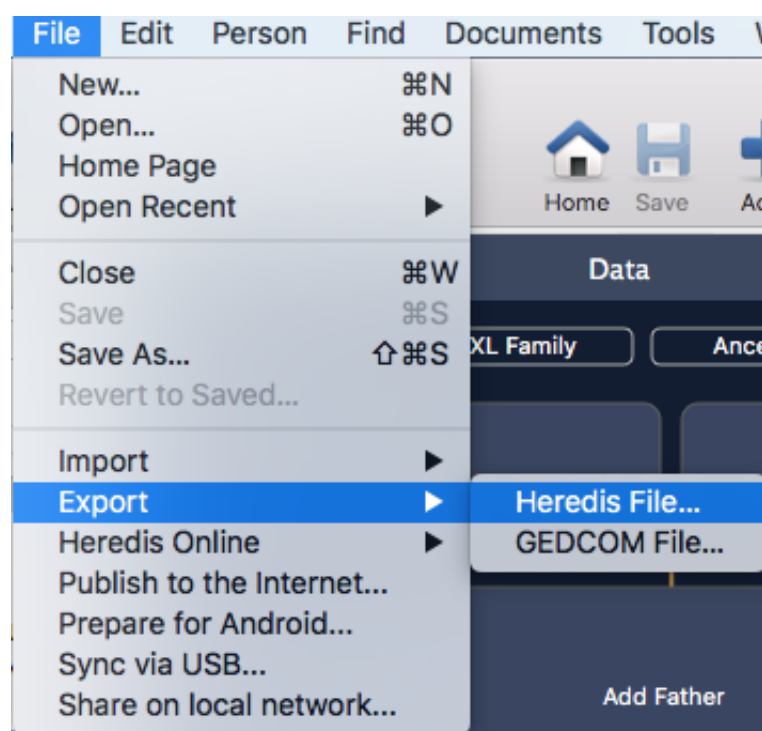 File Edit Person Find Documents Tools
New... ⌘N
Open... ⌘O
Home Page
Open Recent ▶
Home Save
Close ⌘W
Data
Save ⌘S
Save As... ⇧⌘S
XL Family
Revert to Saved...
Import ▶
Export ▶ Heredis File...
Heredis Online ▶ GEDCOM File...
Publish to the Internet...
Prepare for Android...
Sync via USB...
Share on local network...
Add Father